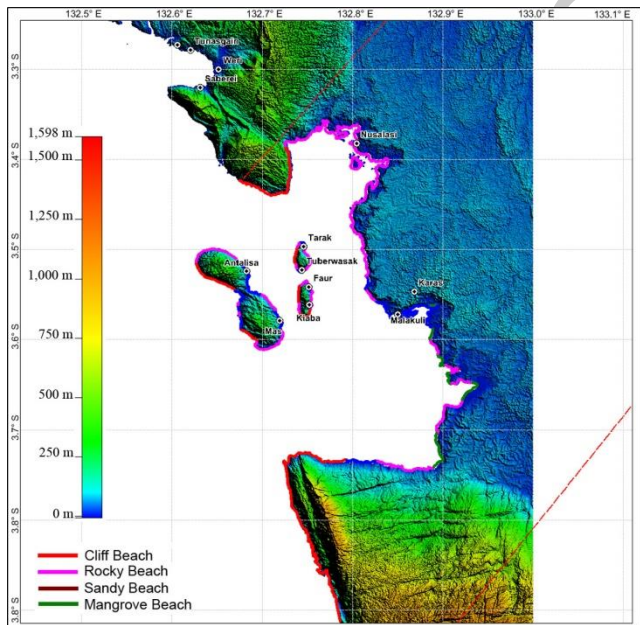 132.5°E 132.6°E 132.7°E 132.8°E 132.9°E 133.0°E 133.1°E
Tunasgain
Weri
3.3°S
Saberei
1,598 m
1,500 m
Nusalasi
3.4°S
1,250 m
Tarak
3.5°S
Antalisa
Tuberwasak
1,000 m
Faur
Karas
Kiaba
Malakuli
Mas
3.6°S
750 m
500 m
250 m
3.7°S
0 m
3.8°S
Cliff Beach
Rocky Beach
Sandy Beach
Mangrove Beach
3.8°S